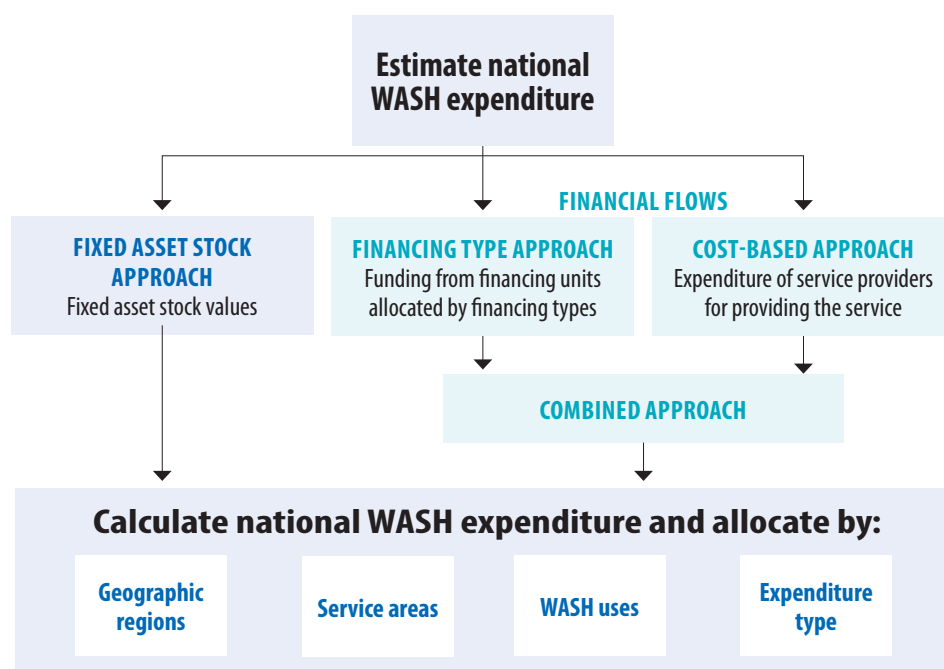 Estimate national
WASH expenditure
FINANCIAL FLOWS
FIXED ASSET STOCK
APPROACH
Fixed asset stock values
FINANCING TYPE APPROACH
Funding from financing units
allocated by financing types
COST-BASED APPROACH
Expenditure of service providers
for providing the service
COMBINED APPROACH
Calculate national WASH expenditure and allocate by:
Geographic
regions
Service areas
WASH uses
Expenditure
type